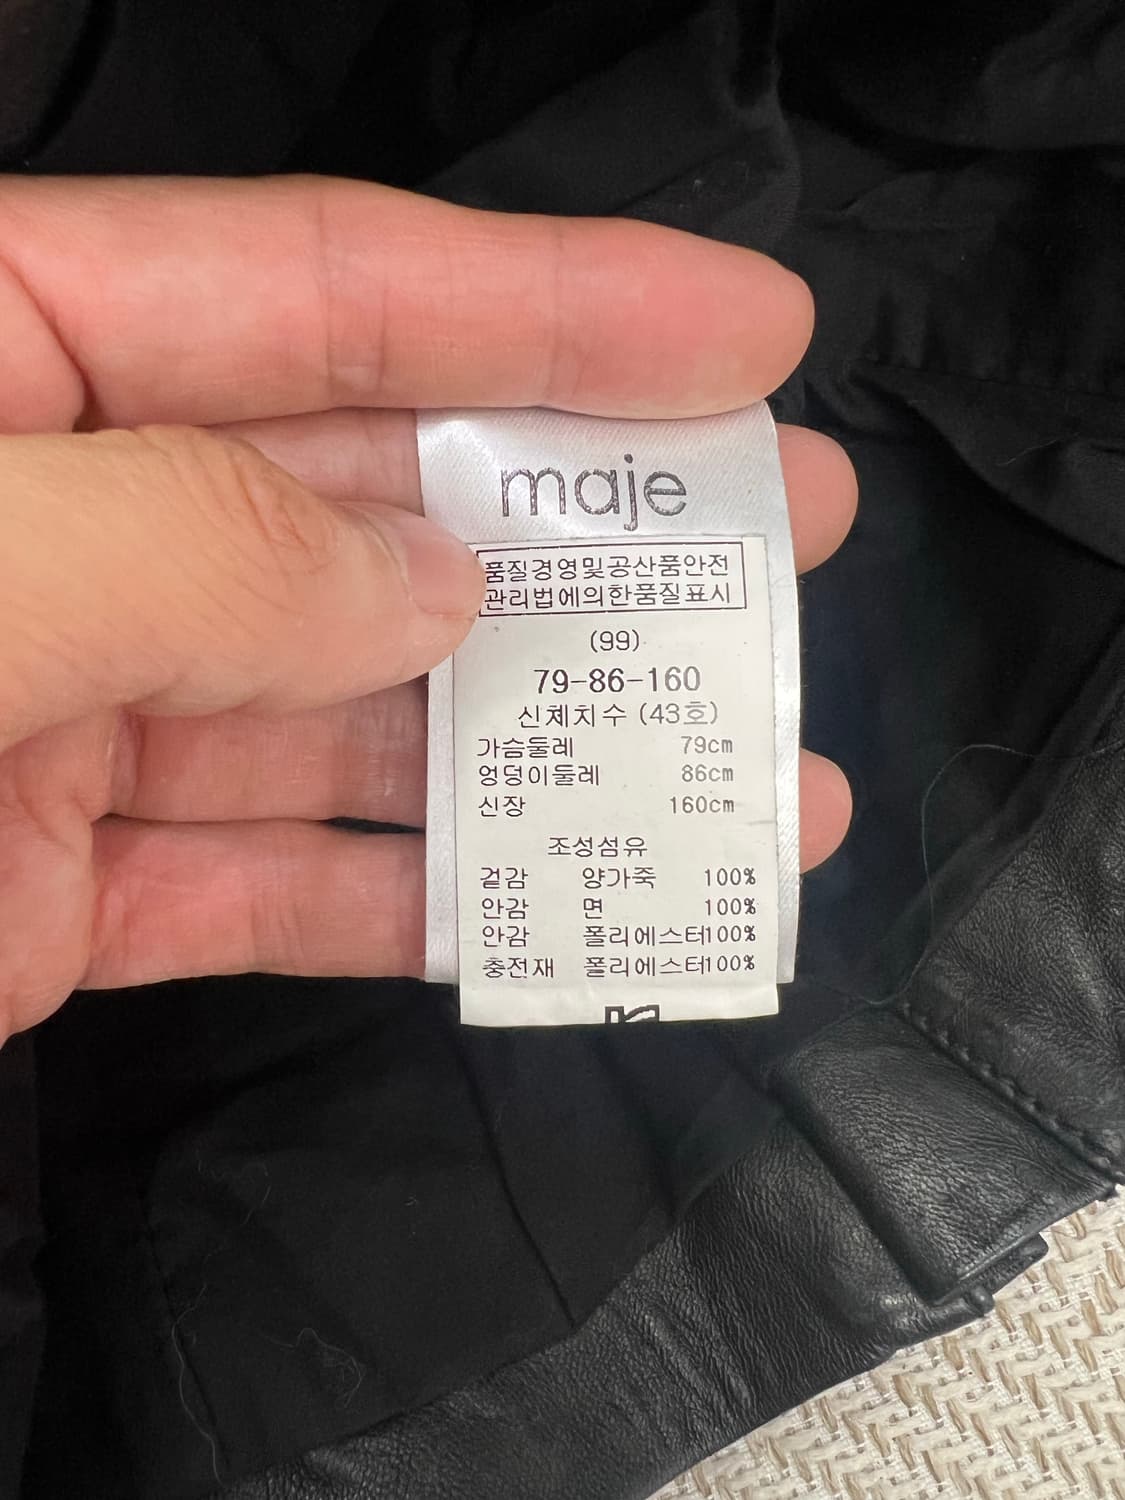 maje
품질경영및공산품안전
관리법에의한품질표시
(99)
79-86-160
신체치수 (43호)
가슴둘레 79cm
엉덩이둘레 86cm
신장 160cm
조성섬유
겉감 양가죽 100%
안감 면 100%
안감 폴리에스터100%
충전재 폴리에스터100%